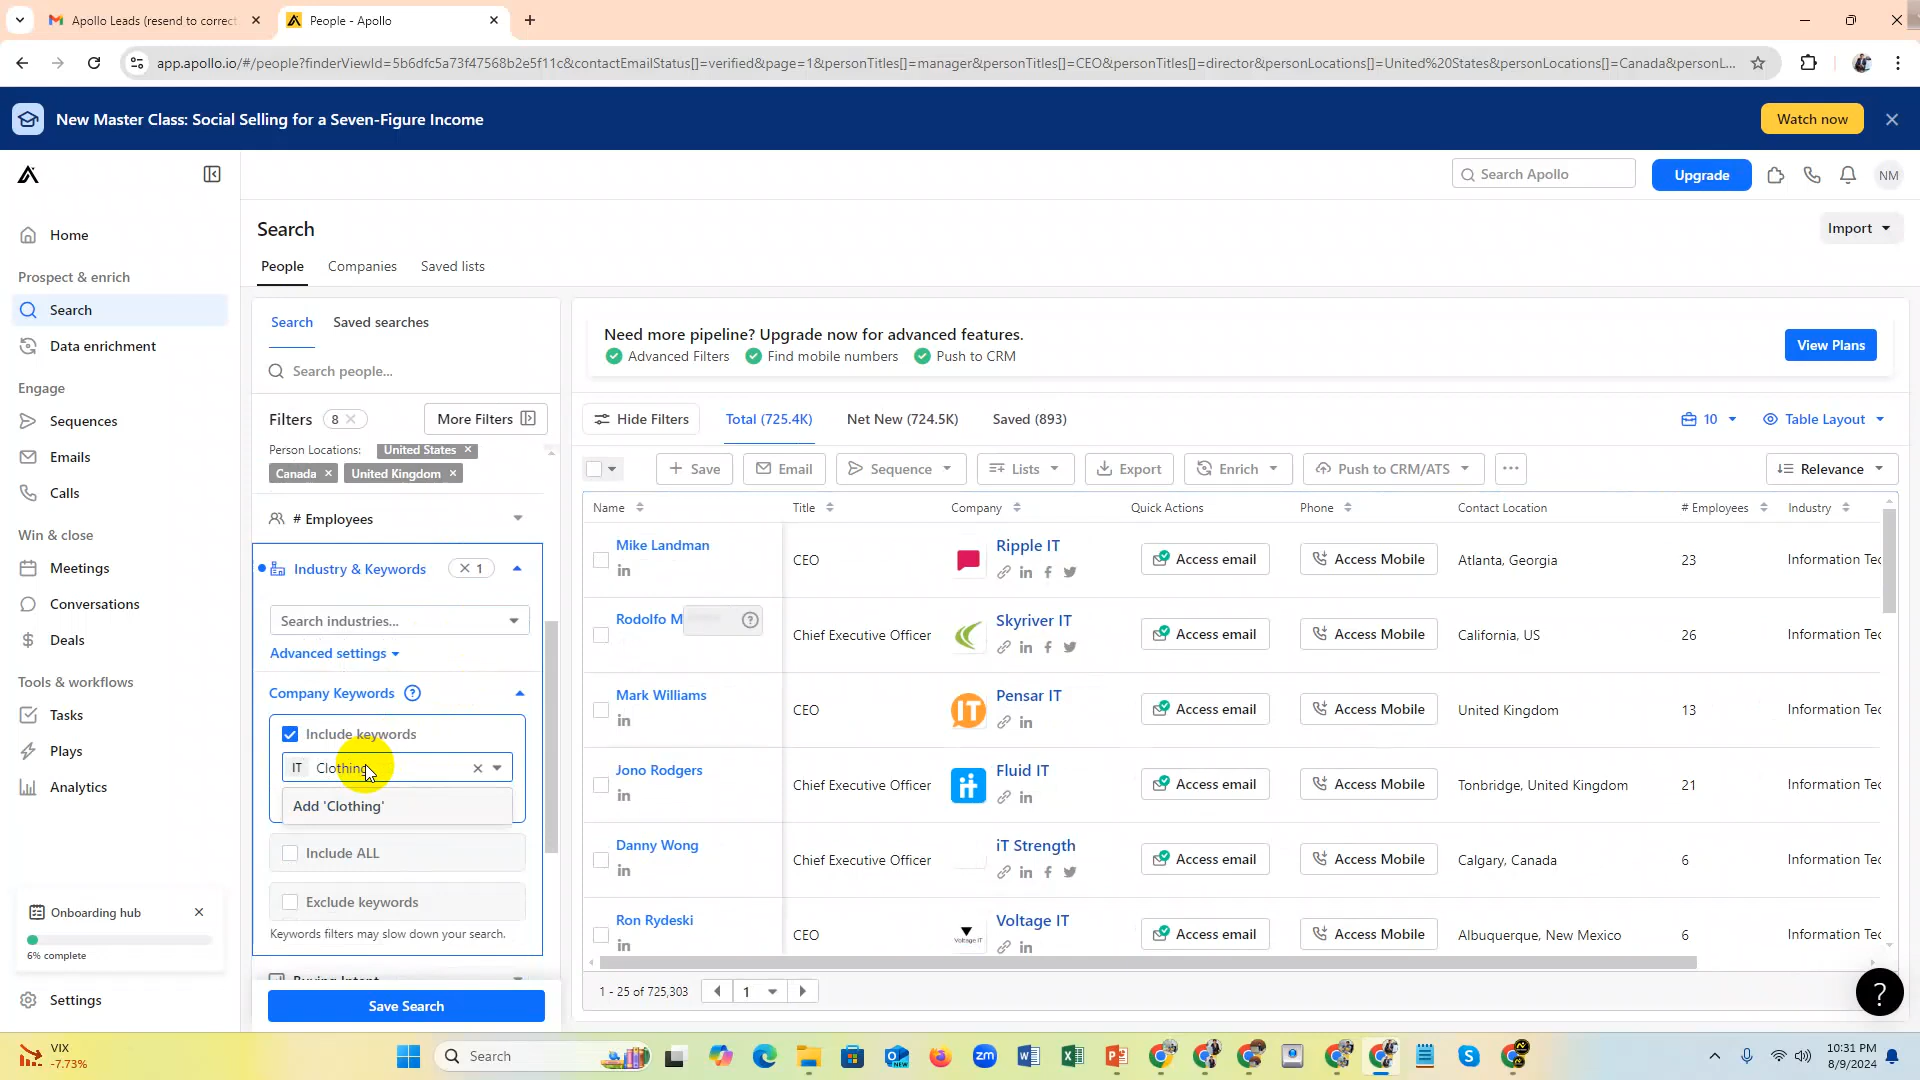 Apollo Leads (resend to correct
People - Apollo
app.apollo.io/#/people?finderViewId=5b6dfc5a73f47568b2e5f11c&contactEmailStatus[]=verified&page=1&personTitles[]=manager&personTitles[]=CEO&personTitles[]=director&personLocations[]=United%20States&personLocations[]=Canada&personL...
New Master Class: Social Selling for a Seven-Figure Income
Watch now
Search Apollo
Upgrade
NM
Home
Prospect & enrich
Search
Data enrichment
Engage
Sequences
Emails
Calls
Win & close
Meetings
Conversations
Deals
Tools & workflows
Tasks
Plays
Analytics
Onboarding hub
6% complete
Settings
Search
Import
People Companies Saved lists
Search Saved searches
Search people...
Filters 8 More Filters
Person Locations: United States
Canada United Kingdom
# Employees
Industry & Keywords 1
Search industries...
Advanced settings
Company Keywords ?
Include keywords
IT Clothing
Add 'Clothing'
Include ALL
Exclude keywords
Keywords filters may slow down your search.
Buying Intent
Save Search
Need more pipeline? Upgrade now for advanced features.
Advanced Filters Find mobile numbers Push to CRM
View Plans
Hide Filters Total (725.4K) Net New (724.5K) Saved (893) 10 Table Layout
Save Email Sequence Lists Export Enrich Push to CRM/ATS ... Relevance
Name Title Company Quick Actions Phone Contact Location # Employees Industry
Mike Landman CEO Ripple IT Access email Access Mobile Atlanta, Georgia 23 Information Tec
Rodolfo M ? Chief Executive Officer Skyriver IT Access email Access Mobile California, US 26 Information Tec
Mark Williams CEO IT Pensar IT Access email Access Mobile United Kingdom 13 Information Tec
Jono Rodgers Chief Executive Officer Fluid IT Access email Access Mobile Tonbridge, United Kingdom 21 Information Tec
Danny Wong Chief Executive Officer iT Strength Access email Access Mobile Calgary, Canada 6 Information Tec
Ron Rydeski CEO Voltage IT Voltage IT Access email Access Mobile Albuquerque, New Mexico 6 Information Tec
1 - 25 of 725,303 1
?
VIX
-7.73%
Search
10:31 PM
8/9/2024